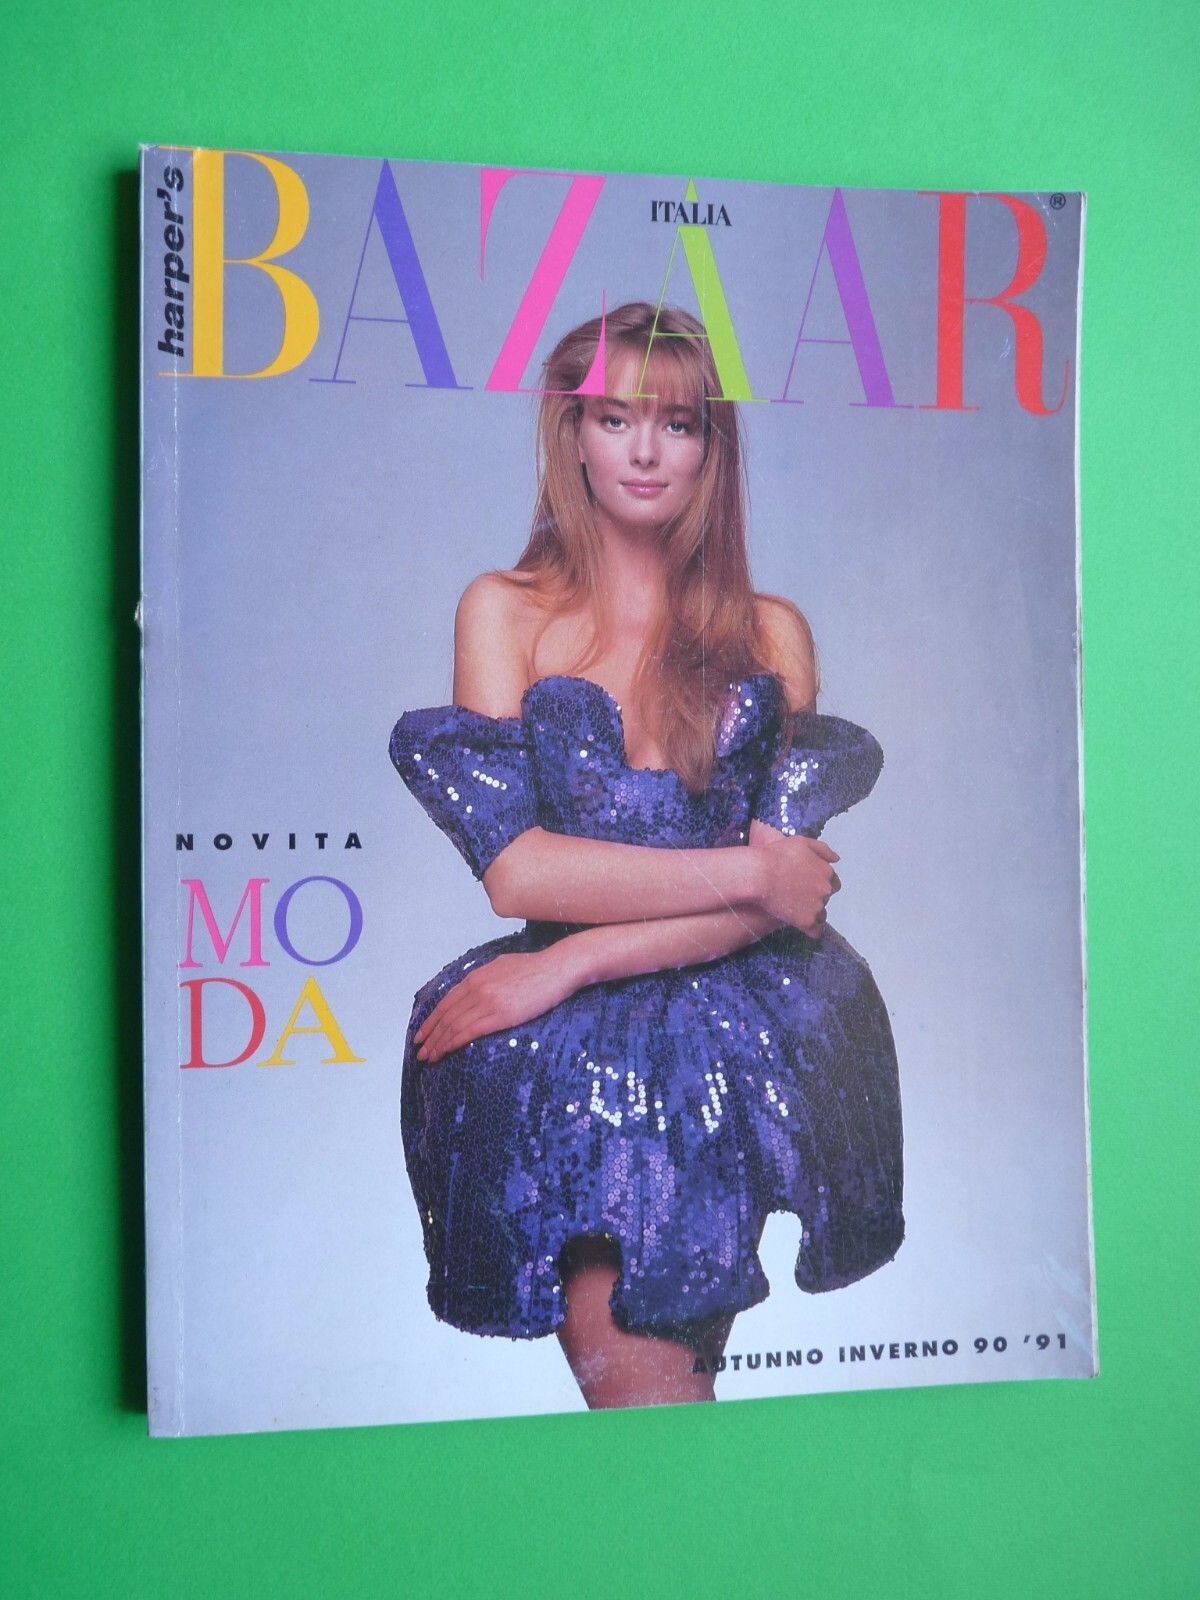 harper's
BAZAAR
ITALIA
®
NOVITA
MO
DA
AUTUNNO INVERNO 90 '91